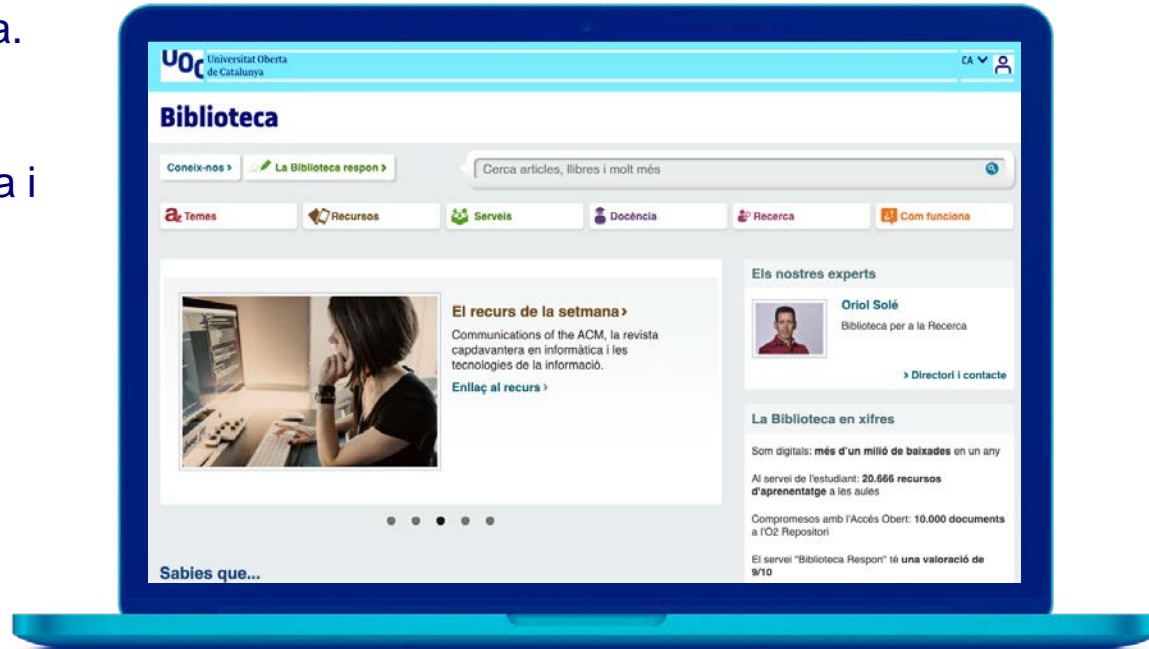 a.
a i
UOC Universitat Oberta
de Catalunya
CA
Biblioteca
Coneix-nos >
La Biblioteca respon >
Cerca articles, llibres i molt més
Temes
Recursos
Serveis
Docència
Recerca
Com funciona
El recurs de la setmana >
Communications of the ACM, la revista
capdavantera en informàtica i les
tecnologies de la informació.
Enllaç al recurs >
Els nostres experts
Oriol Solé
Biblioteca per a la Recerca
> Directori i contacte
La Biblioteca en xifres
Som digitals: més d'un milió de baixades en un any
Al servei de l'estudiant: 20.666 recursos
d'aprenentatge a les aules
Compromesos amb l'Accés Obert: 10.000 documents
a l'O2 Repositori
El servei "Biblioteca Respon" té una valoració de
9/10
Sabies que...